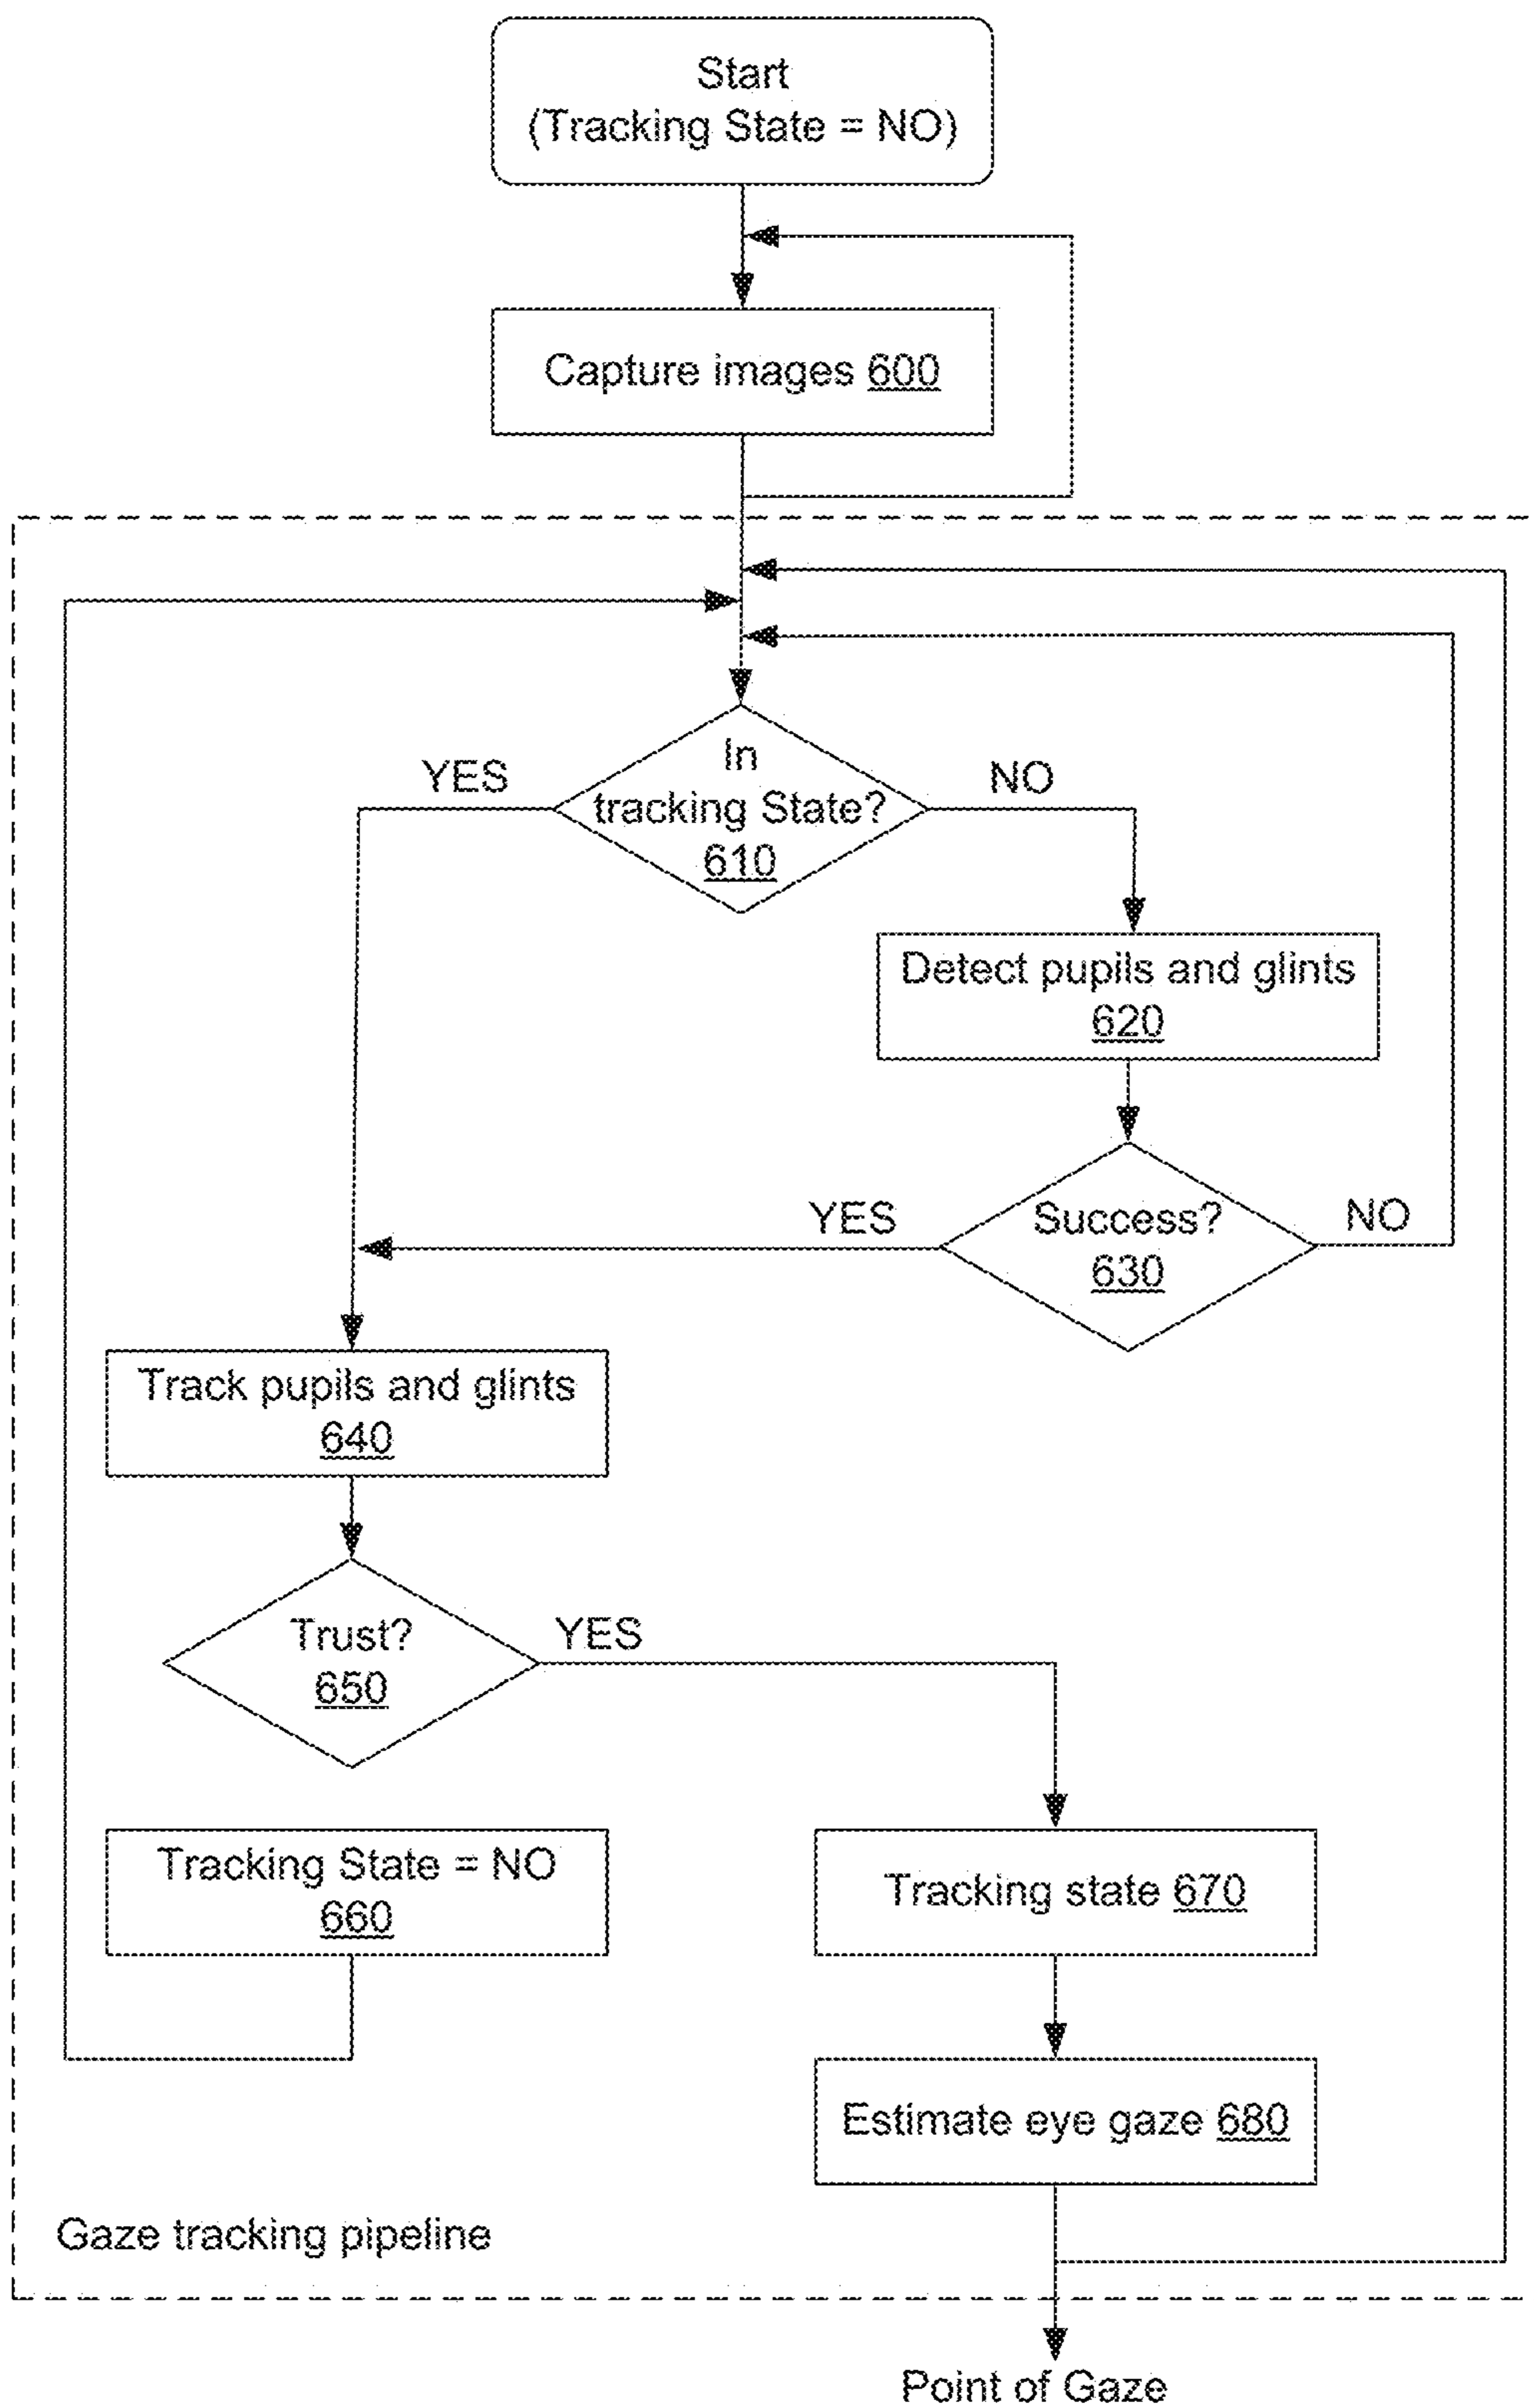 Start
(Tracking State = NO)
Capture images 600
In
tracking State?
610
YES
NO
Detect pupils and glints
620
Success?
630
YES
NO
Track pupils and glints
640
Trust?
650
YES
Tracking State = NO
660
Tracking state 670
Estimate eye gaze 680
Gaze tracking pipeline
Point of Gaze